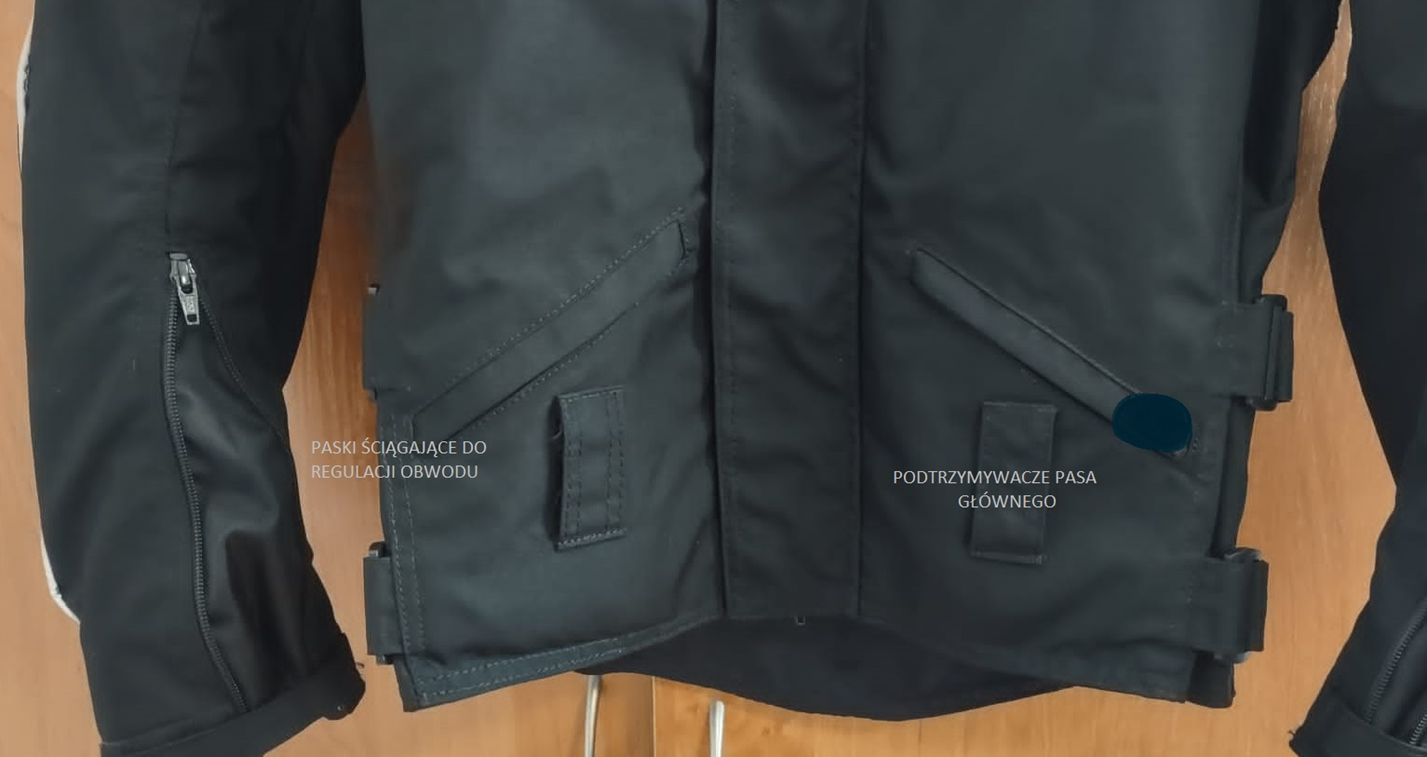 PASKI ŚCIĄGAJĄCE DO
REGULACJI OBWODU
PODTRZYMYWACZE PASA
GŁÓWNEGO